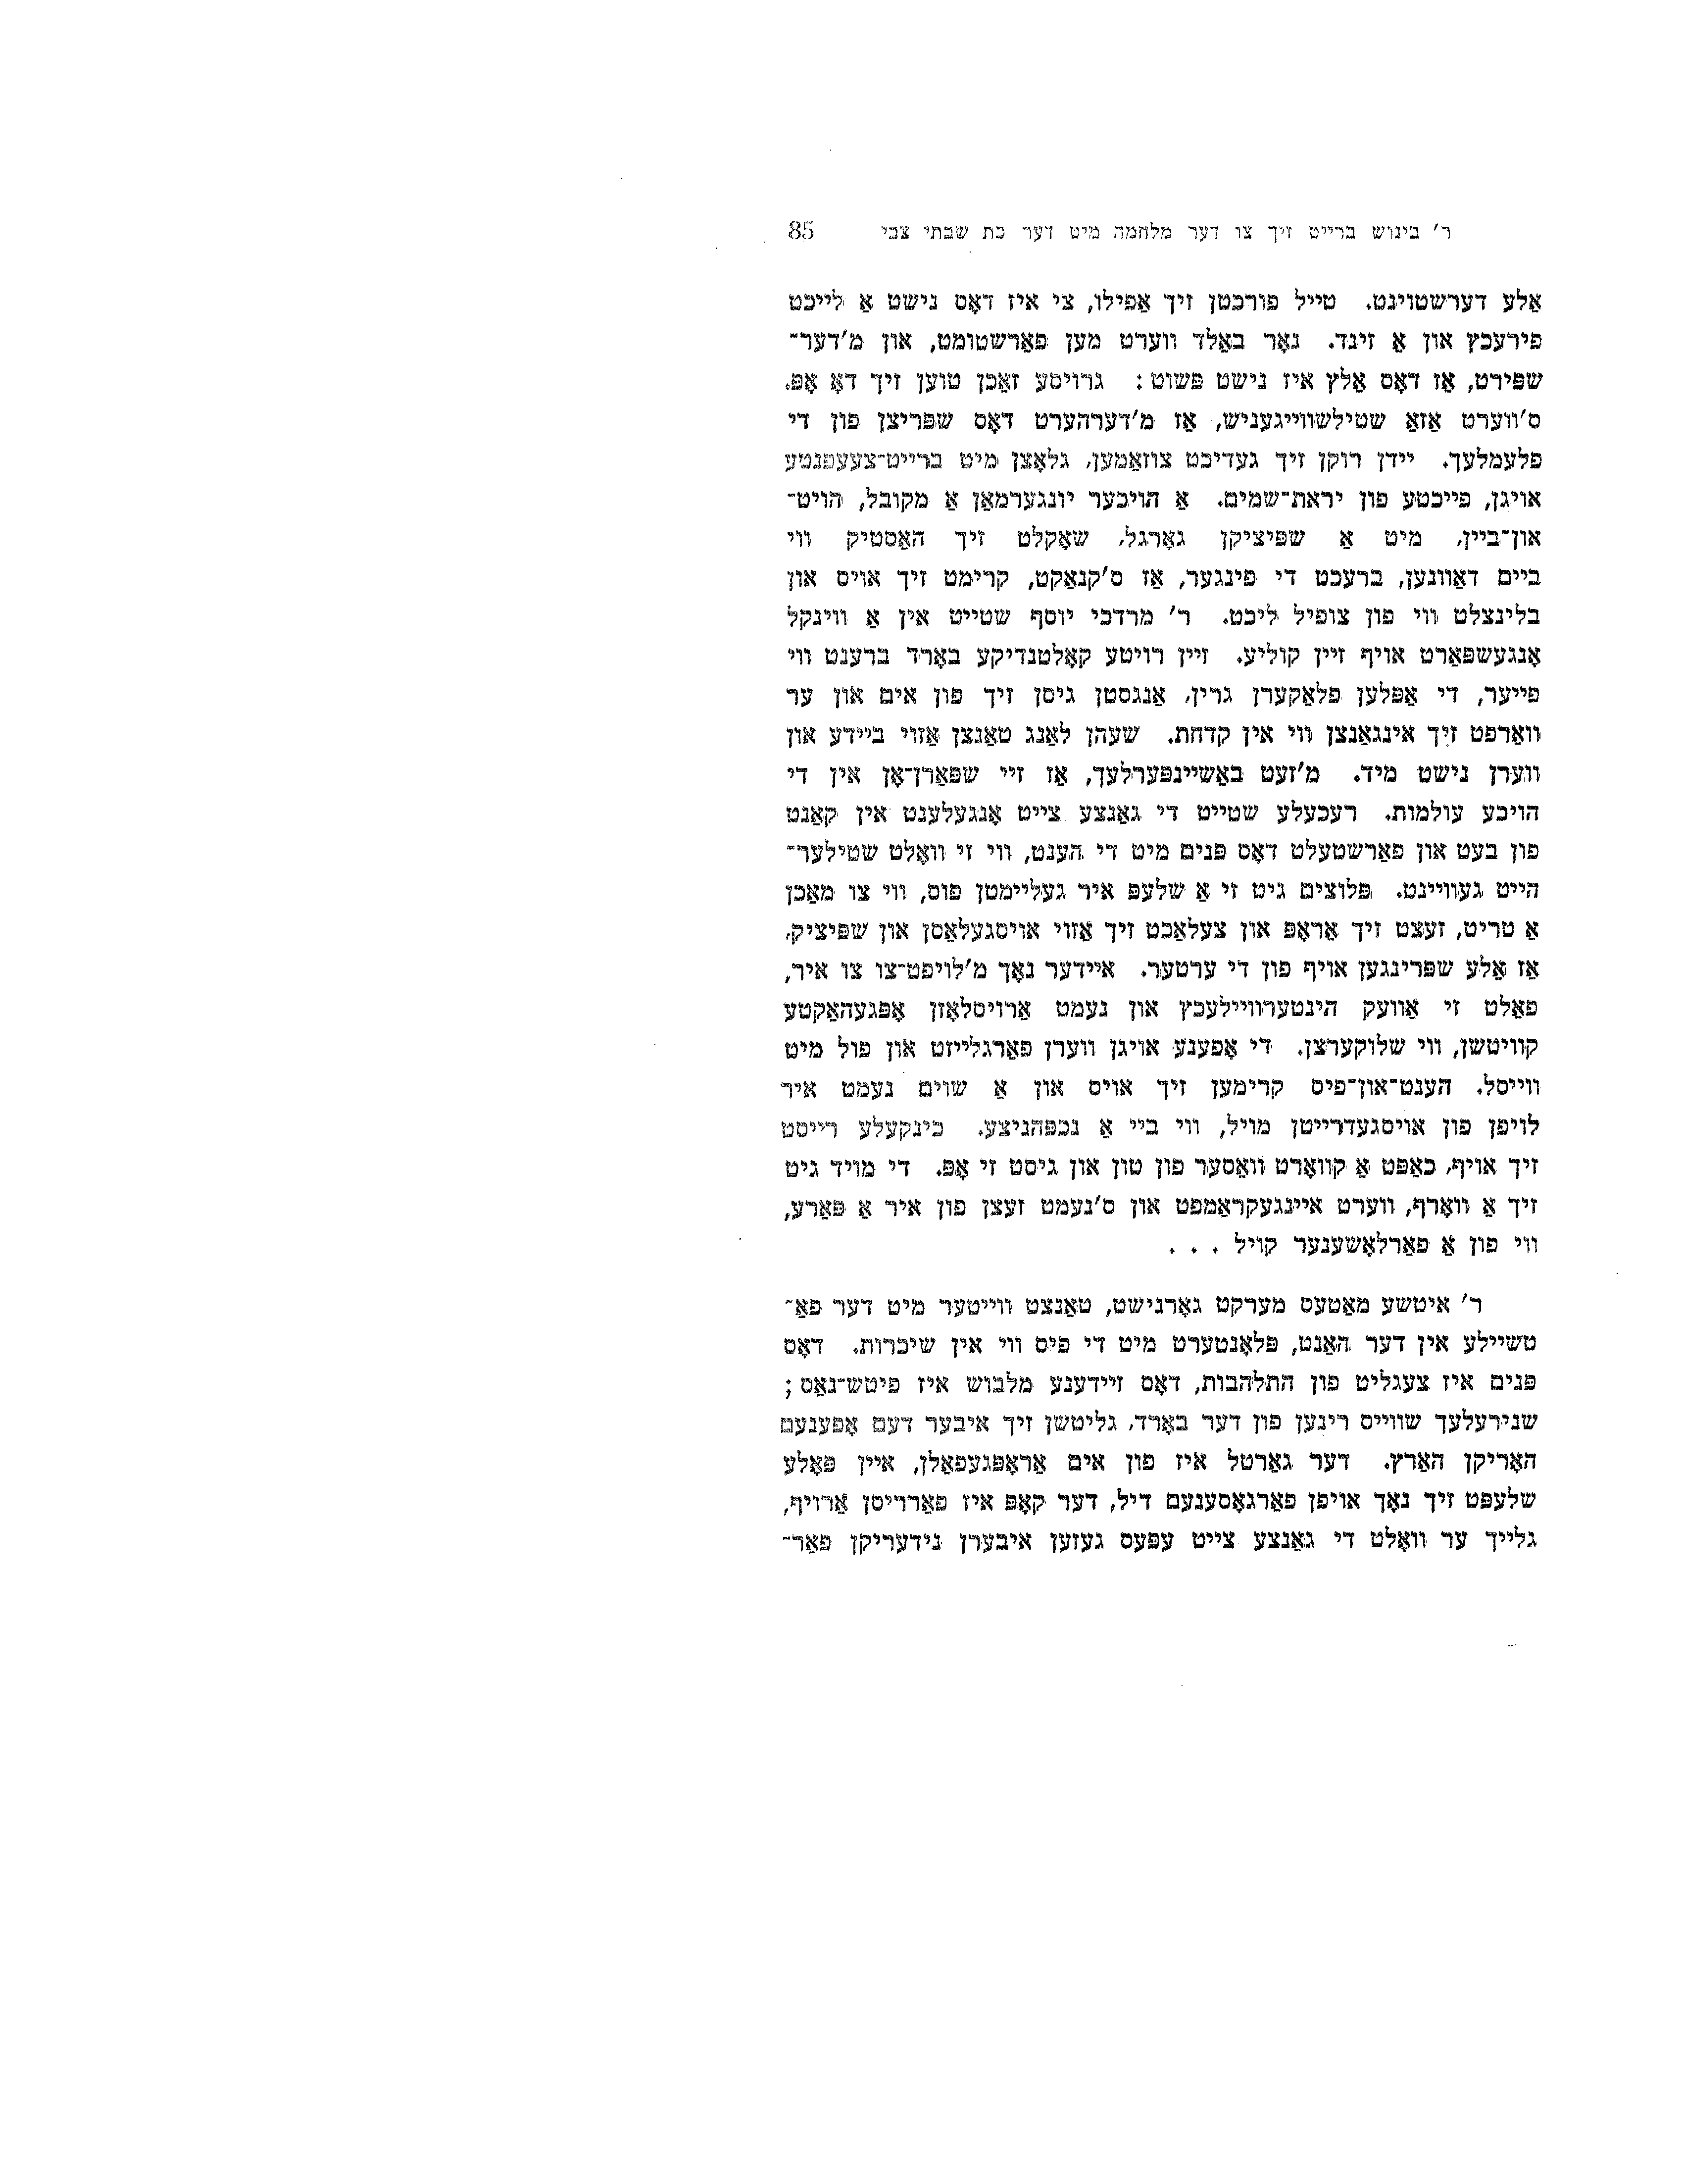 ר' בינוש ברייט זיך צו דער מלחמה מיט דער כת שבתי צבי 85
אַלע דערשטוינט. טייל פורכטן זיך אַפילו, צי איז דאָס נישט אַ לייכט
פירעכץ און אַ זינד. נאָר באַלד ווערט מען פאַרשטומט, און מ'דער־
שפּירט, אַז דאָס אַלץ איז נישט פּשוט : גרויסע זאַכן טוען זיך דאָ אָפּ.
ס'ווערט אַזאַ שטילשווייגעניש, אַז מ'דערהערט דאָס שפּריצן פון די
פלעמלעך. יידן רוקן זיך געדיכט צוזאַמען, גלאָצן מיט ברייט־צעעפנטע
אויגן, פייכטע פון יראת־שמים. אַ הויכער יונגערמאַן אַ מקובל, הויט־
און־ביין, מיט אַ שפּיציקן גאָרגל, שאָקלט זיך האַסטיק ווי
ביים דאַוונען, ברעכט די פינגער, אַז ס'קנאַקט, קרימט זיך אויס און
בלינצלט ווי פון צופיל ליכט. ר' מרדכי יוסף שטייט אין אַ ווינקל
אָנגעשפּאַרט אויף זיין קוליע. זיין רויטע קאָלטנדיקע באָרד ברענט ווי
פייער, די אַפּלען פלאַקערן גרין, אַנגסטן גיסן זיך פון אים און ער
וואַרפט זיך אינגאַנצן ווי אין קדחת. שעהן לאַנג טאַנצן אַזוי ביידע און
ווערן נישט מיד. מ'זעט באַשיינפּערלעך, אַז זיי שפּאַרן־אָן אין די
הויכע עולמות. רעכעלע שטייט די גאַנצע צייט אָנגעלענט אין קאַנט
פון בעט און פאַרשטעלט דאָס פּנים מיט די הענט, ווי זי וואָלט שטילער־
הייט געוויינט. פּלוצים גיט זי אַ שלעפּ איר געליימטן פוס, ווי צו מאַכן
אַ טריט, זעצט זיך אַראָפּ און צעלאַכט זיך אַזוי אויסגעלאַסן און שפּיציק,
אַז אַלע שפּרינגען אויף פון די ערטער. איידער נאָך מ'לויפט־צו צו איר,
פאַלט זי אַוועק הינטערוויילעכץ און נעמט אַרויסלאָזן אָפּגעהאַקטע
קוויטשן, ווי שלוקערצן. די אָפענע אויגן ווערן פאַרגלייזט און פול מיט
ווייסל. הענט־און־פיס קרימען זיך אויס און אַ שוים נעמט איר
לויפן פון אויסגעדרייטן מויל, ווי ביי אַ נכפהניצע. כינקעלע רייסט
זיך אויף, כאַפּט אַ קוואָרט וואַסער פון טון און גיסט זי אָפּ. די מויד גיט
זיך אַ וואָרף, ווערט איינגעקראַמפּט און ס'נעמט זעצן פון איר אַ פּאַרע,
ווי פון אַ פאַרלאָשענער קויל . . .
ר' איטשע מאַטעס מערקט גאָרנישט, טאַנצט ווייטער מיט דער פאַ־
טשיילע אין דער האַנט, פּלאָנטערט מיט די פיס ווי אין שיכרות. דאָס
פּנים איז צעגליט פון התלהבות, דאָס זיידענע מלבוש איז פיטש־נאַס ;
שנירעלעך שווייס רינען פון דער באָרד, גליטשן זיך איבער דעם אָפענעם
האָריקן האַרץ. דער גאַרטל איז פון אים אַראָפּגעפאַלן, איין פּאָלע
שלעפּט זיך נאָך אויפן פאַרגאָסענעם דיל, דער קאָפּ איז פאַרריסן אַרויף,
גלייך ער וואָלט די גאַנצע צייט עפּעס געזען איבערן נידעריקן פאַר־